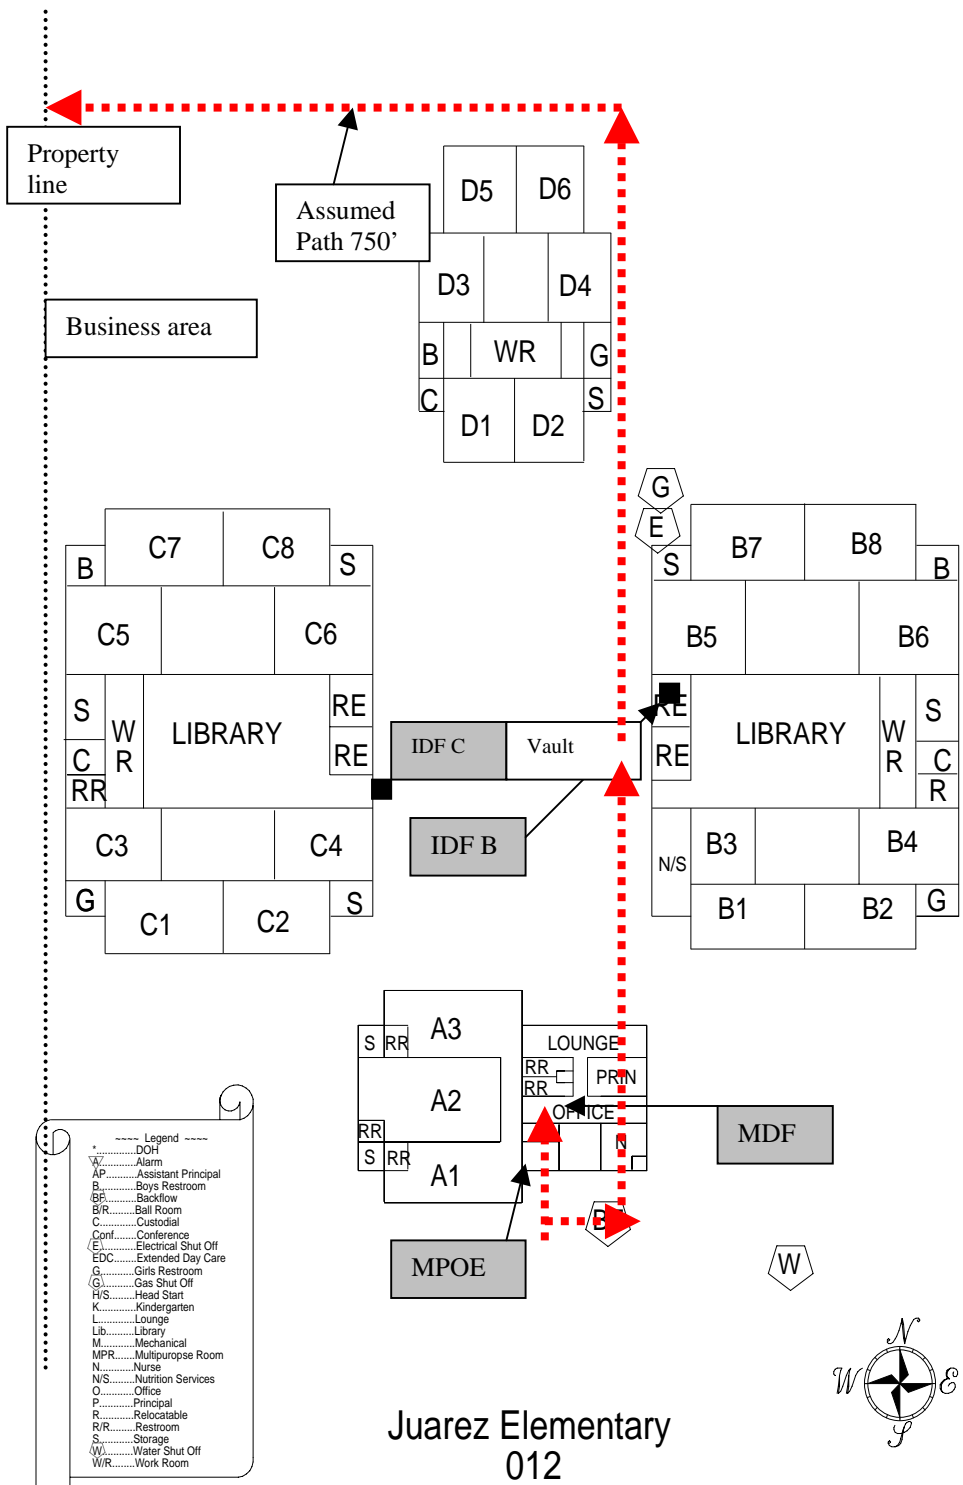 Property
line
Assumed
Path 750’
Business area
D5 D6
D3 D4
B WR G
C S
D1 D2
G
E
C7 C8
B S
C5 C6
S W
R LIBRARY RE
C RE
RR
C3 C4
G S
C1 C2
IDF C Vault
IDF B
B7 B8
S B
B5 B6
RE LIBRARY W
R S
RE C
R
B3 B4
N/S G
B1 B2
A3
S RR
A2
RR
S RR
A1
LOUNGE
RR PRIN
RR
OFFICE
N
MDF
MPOE
W
~~~~ Legend ~~~~
*............DOH
A............Alarm
AP.......Assistant Principal
B............Boys Restroom
BF..........Backflow
B/R........Ball Room
C............Custodial
Conf.......Conference
E............Electrical Shut Off
EDC.......Extended Day Care
G............Girls Restroom
G............Gas Shut Off
H/S........Head Start
K............Kindergarten
L............Lounge
Lib.........Library
M............Mechanical
MPR......Multipuropse Room
N............Nurse
N/S........Nutrition Services
O............Office
P............Principal
R............Relocatable
R/R........Restroom
S............Storage
W...........Water Shut Off
W/R.......Work Room
N
W E
S
Juarez Elementary
012